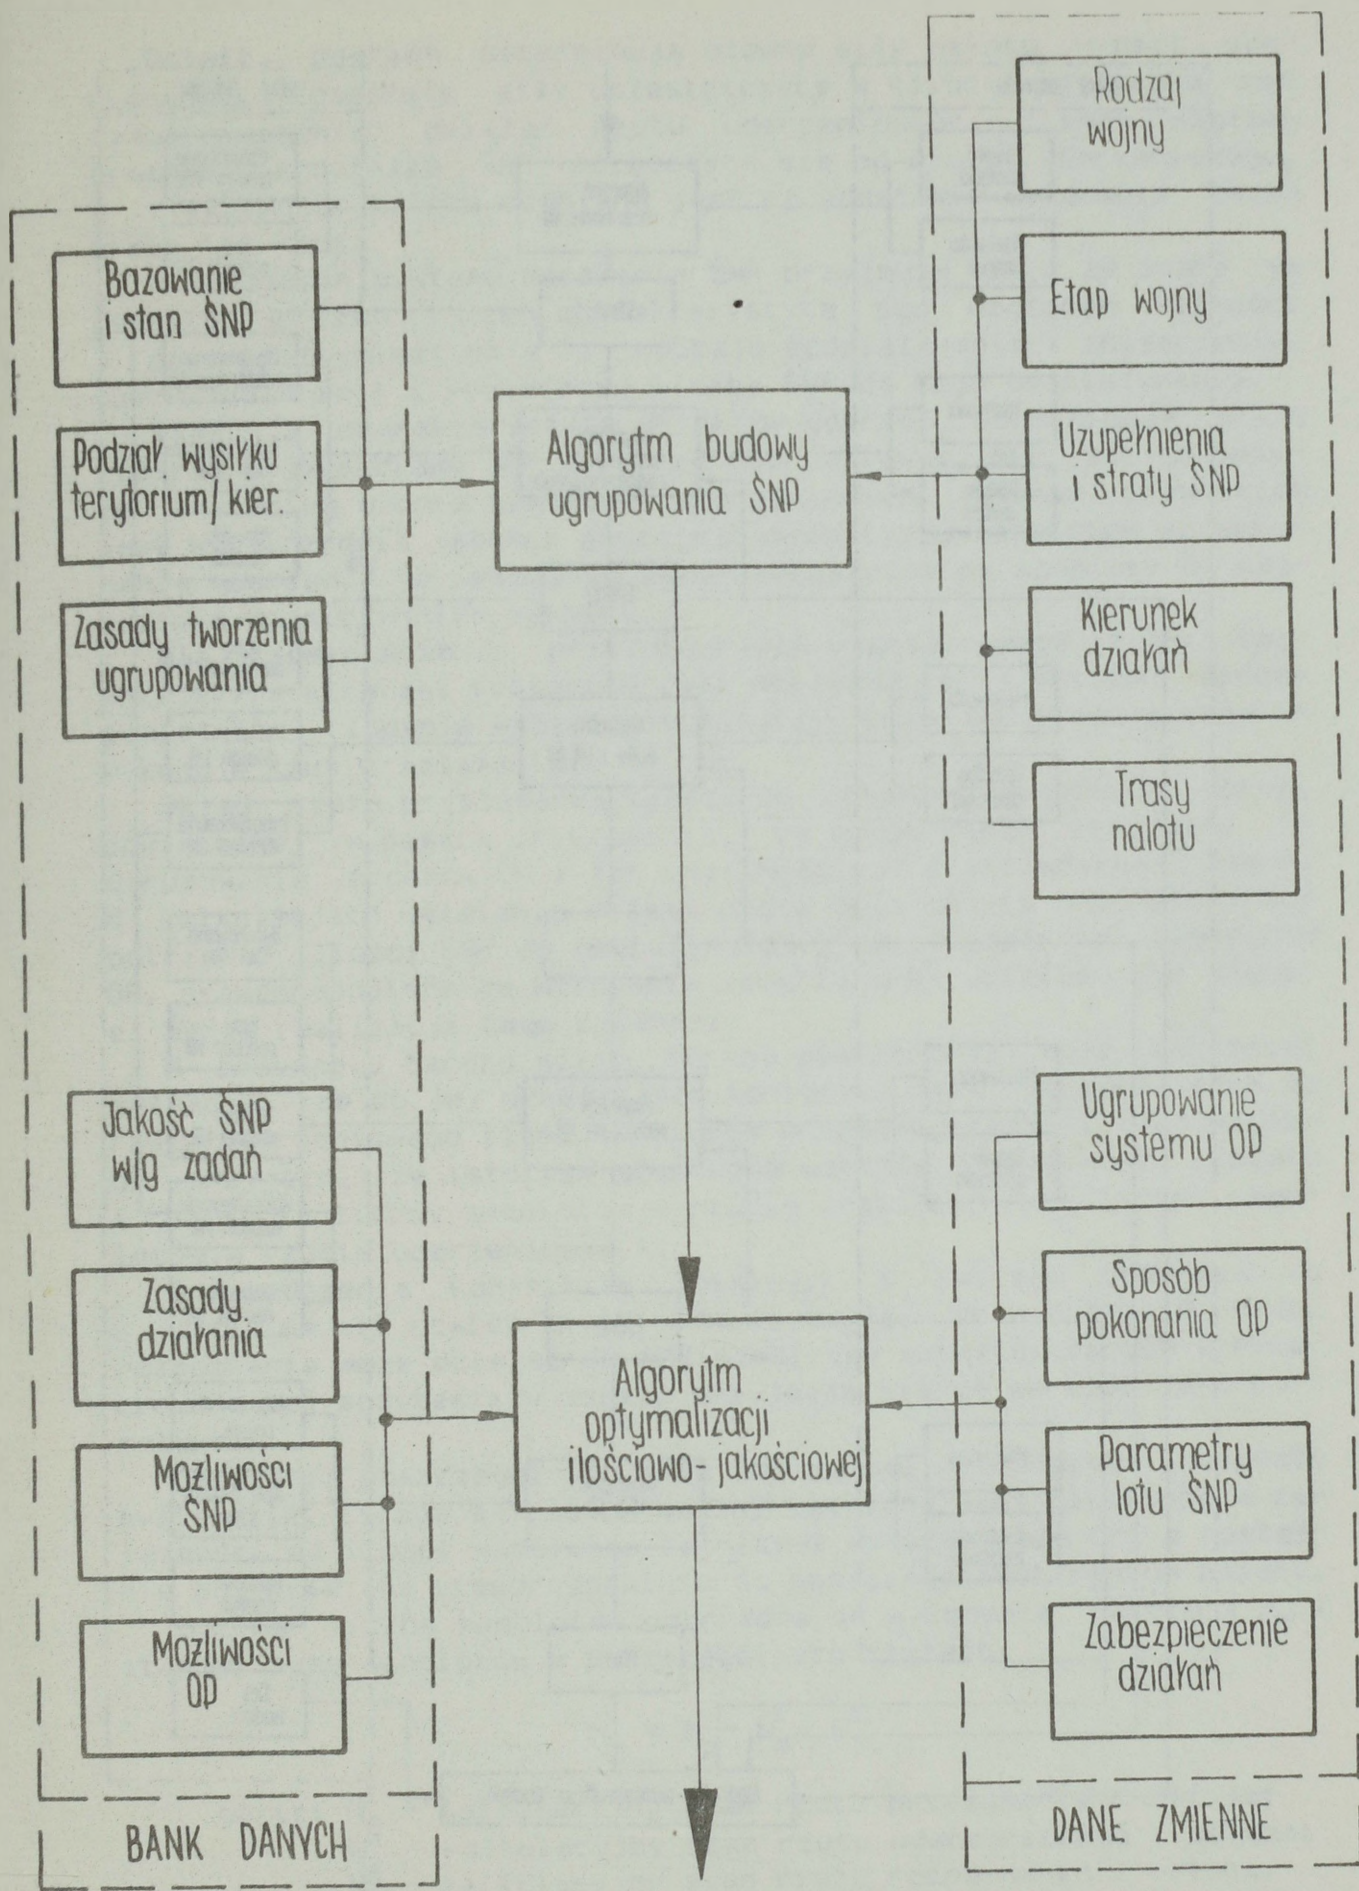 Bazowanie
i stan ŚNP
Podział wysiłku
terytorium/kier.
Zasady tworzenia
ugrupowania
Jakość ŚNP
w/g zadań
Zasady
działania
Możliwości
ŚNP
Możliwości
OP
BANK DANYCH
Algorytm budowy
ugrupowania ŚNP
Algorytm
optymalizacji
ilościowo-jakościowej
Rodzaj
wojny
Etap wojny
Uzupełnienia
i straty ŚNP
Kierunek
działań
Trasy
nalotu
Ugrupowanie
systemu OP
Sposób
pokonania OP
Parametry
lotu ŚNP
Zabezpieczenie
działań
DANE ZMIENNE